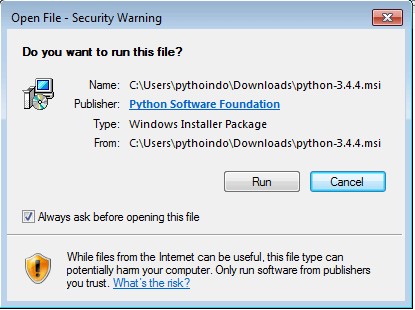 Open File - Security Warning
Do you want to run this file?
Name: C:\Users\pythoindo\Downloads\python-3.4.4.msi
Publisher: Python Software Foundation
Type: Windows Installer Package
From: C:\Users\pythoindo\Downloads\python-3.4.4.msi
Run Cancel
Always ask before opening this file
While files from the Internet can be useful, this file type can
potentially harm your computer. Only run software from publishers
you trust. What's the risk?